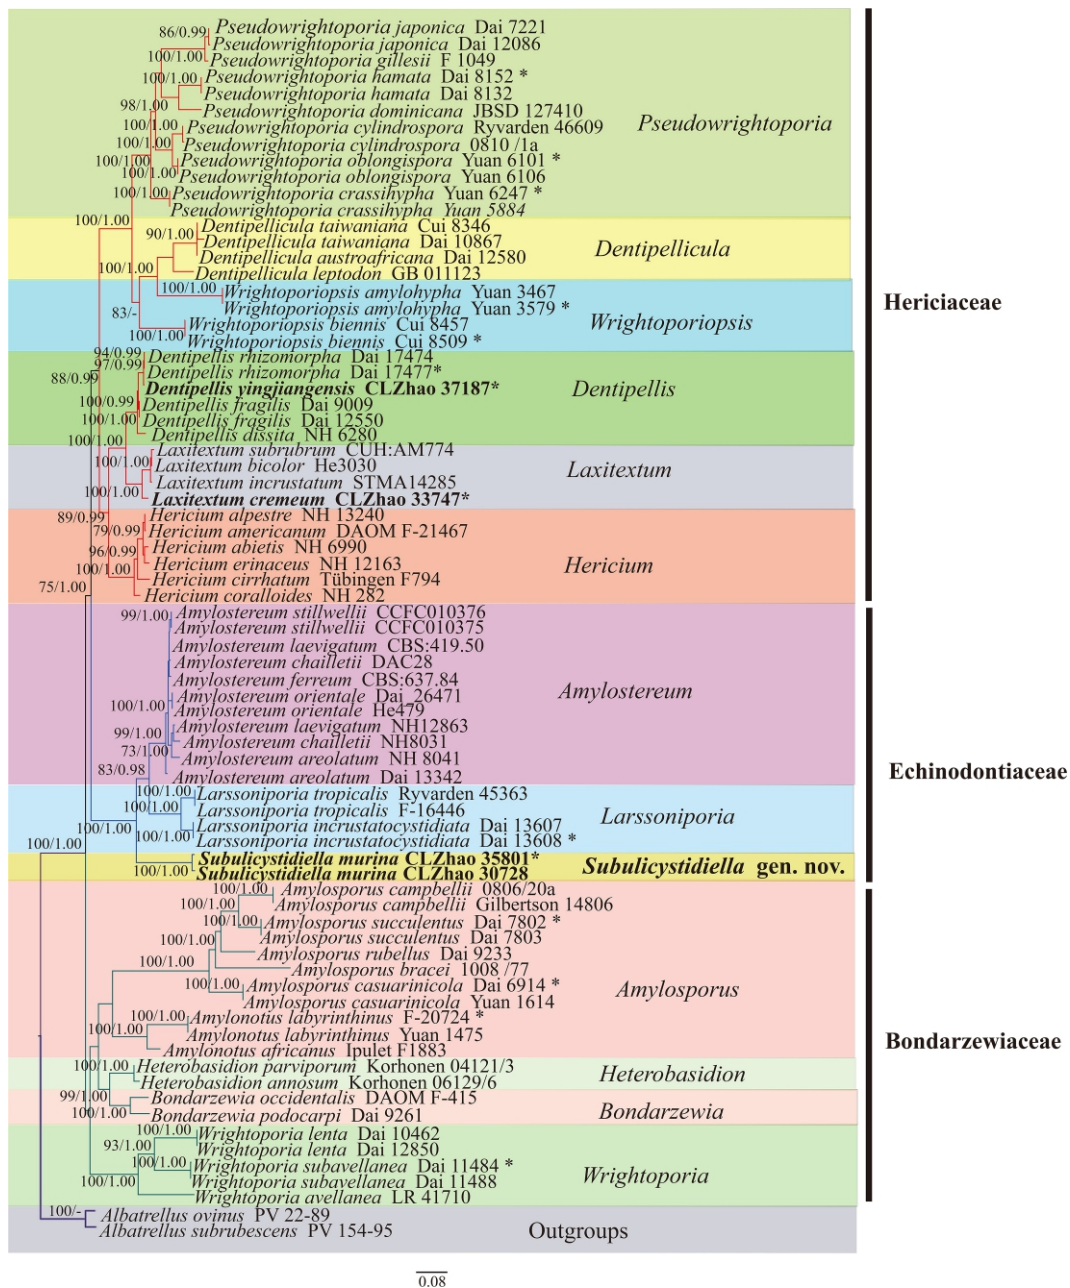 86/0.99
Pseudowrightoporia japonica Dai 7221
Pseudowrightoporia japonica Dai 12086
100/1.00
Pseudowrightoporia gillesii F 1049
100/1.00
Pseudowrightoporia hamata Dai 8152 *
Pseudowrightoporia hamata Dai 8132
98/1.00
Pseudowrightoporia dominicana JBSD 127410
Pseudowrightoporia
100/1.00
Pseudowrightoporia cylindrospora Ryvarden 46609
100/1.00
Pseudowrightoporia cylindrospora 0810 /1a
100/1.00
Pseudowrightoporia oblongispora Yuan 6101 *
100/1.00
Pseudowrightoporia oblongispora Yuan 6106
100/1.00
Pseudowrightoporia crassihypha Yuan 6247 *
Pseudowrightoporia crassihypha Yuan 5884
100/1.00
Dentipellicula taiwaniana Cui 8346
90/1.00
Dentipellicula taiwaniana Dai 10867
Dentipellicula
Dentipellicula austroafricana Dai 12580
100/1.00
Dentipellicula leptodon GB 011123
100/1.00
Wrightoporiopsis amylohypha Yuan 3467
Wrightoporiopsis amylohypha Yuan 3579 *
83/-
Wrightoporiopsis biennis Cui 8457
Wrightoporiopsis
100/1.00
Wrightoporiopsis biennis Cui 8509 *
Hericiaceae
94/0.99
Dentipellis rhizomorpha Dai 17474
97/0.99
Dentipellis rhizomorpha Dai 17477*
88/0.99
Dentipellis yingjiangensis CLZhao 37187*
Dentipellis
100/0.99
Dentipellis fragilis Dai 9009
100/1.00
Dentipellis fragilis Dai 12550
Dentipellis dissita NH 6280
100/1.00
Laxitextum subrubrum CUH:AM774
100/1.00
Laxitextum bicolor He3030
Laxitextum
Laxitextum incrustatum STMA14285
100/1.00
Laxitextum cremeum CLZhao 33747*
89/0.99
Hericium alpestre NH 13240
79/0.99
Hericium americanum DAOM F-21467
96/0.99
Hericium abietis NH 6990
100/1.00
Hericium erinaceus NH 12163
Hericium
Hericium cirrhatum Tübingen F794
75/1.00
Hericium coralloides NH 282
99/1.00
Amylostereum stillwellii CCFC010376
Amylostereum stillwellii CCFC010375
Amylostereum laevigatum CBS:419.50
Amylostereum chailletii DAC28
Amylostereum ferreum CBS:637.84
Amylostereum orientale Dai_26471
Amylostereum
100/1.00
Amylostereum orientale He479
Amylostereum laevigatum NH12863
99/1.00
Amylostereum chailletii NH8031
73/1.00
Amylostereum areolatum NH 8041
83/0.98
Amylostereum areolatum Dai 13342
Echinodontiaceae
100/1.00
Larssoniporia tropicalis Ryvarden 45363
100/1.00
Larssoniporia tropicalis F-16446
Larssoniporia
100/1.00
Larssoniporia incrustatocystidiata Dai 13607
100/1.00
Larssoniporia incrustatocystidiata Dai 13608 *
100/1.00
Subulicystidiella murina CLZhao 35801*
Subulicystidiella gen. nov.
100/1.00
Subulicystidiella murina CLZhao 30728
100/1.00
Amylosporus campbellii 0806/20a
Amylosporus campbellii Gilbertson 14806
100/1.00
Amylosporus succulentus Dai 7802 *
100/1.00
Amylosporus succulentus Dai 7803
Amylosporus rubellus Dai 9233
100/1.00
Amylosporus bracei 1008 /77
100/1.00
Amylosporus casuarinicola Dai 6914 *
Amylosporus
Amylosporus casuarinicola Yuan 1614
Amylonotus labyrinthinus F-20724 *
100/1.00
Amylonotus labyrinthinus Yuan 1475
Amylonotus africanus Ipulet F1883
Bondarzewiaceae
100/1.00
Heterobasidion parviporum Korhonen 04121/3
Heterobasidion
Heterobasidion annosum Korhonen 06129/6
99/1.00
Bondarzewia occidentalis DAOM F-415
100/1.00
Bondarzewia podocarpi Dai 9261
Bondarzewia
100/1.00
Wrightoporia lenta Dai 10462
93/1.00
Wrightoporia lenta Dai 12850
100/1.00
Wrightoporia subavellanea Dai 11484 *
Wrightoporia
100/1.00
Wrightoporia subavellanea Dai 11488
Wrightoporia avellanea LR 41710
100/-
Albatrellus ovinus PV 22-89
Albatrellus subrubescens PV 154-95
Outgroups
0.08